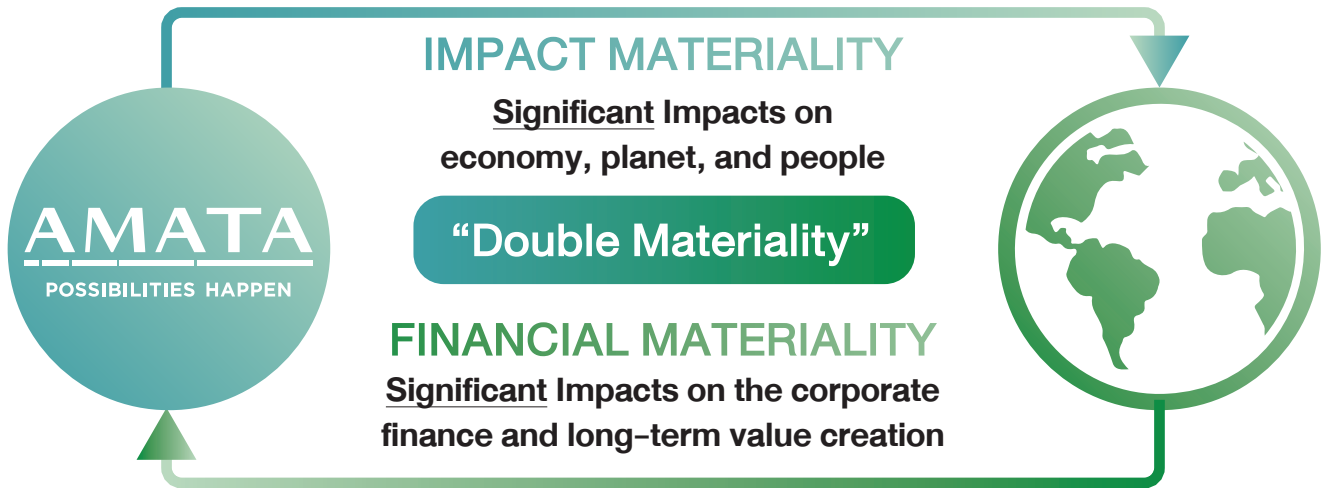 AMATA
POSSIBILITIES HAPPEN
IMPACT MATERIALITY
Significant Impacts on
economy, planet, and people
“Double Materiality”
FINANCIAL MATERIALITY
Significant Impacts on the corporate
finance and long-term value creation